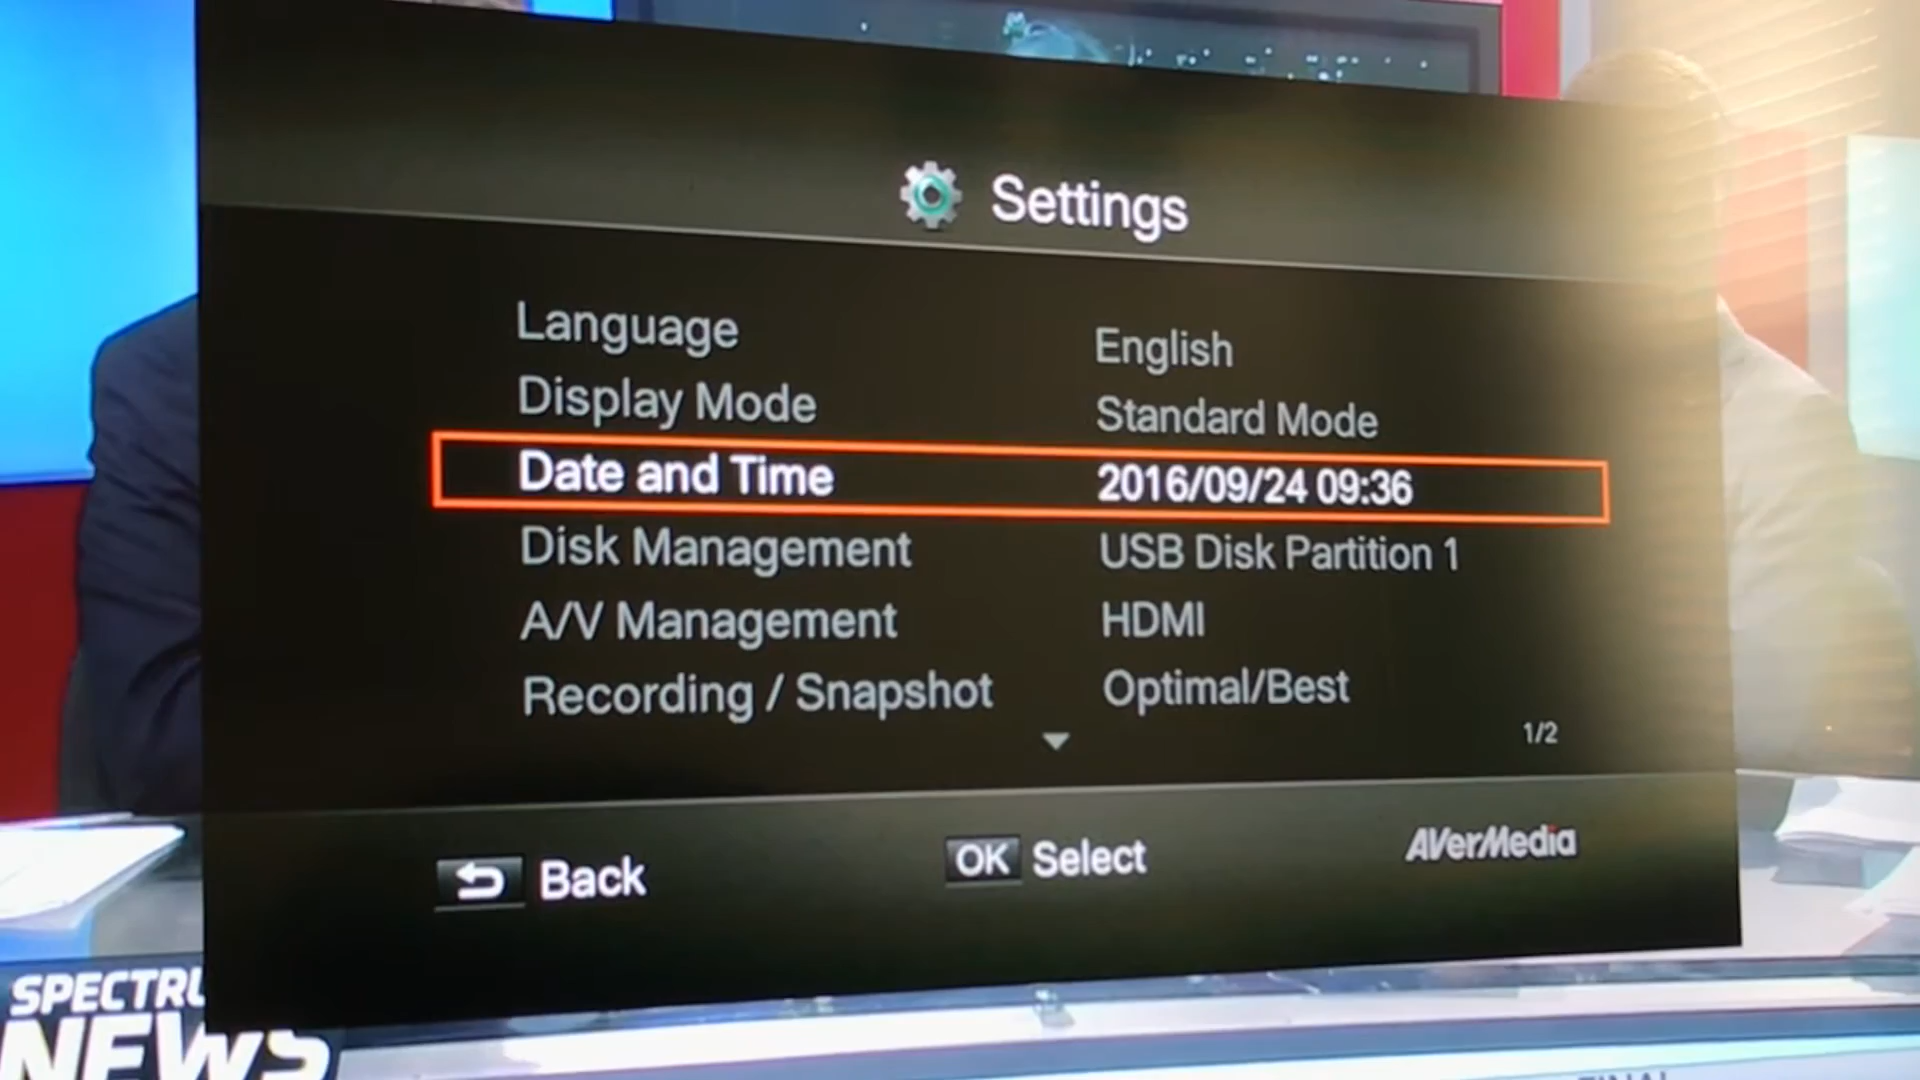 Settings
Language English
Display Mode Standard Mode
Date and Time 2016/09/24 09:36
Disk Management USB Disk Partition 1
A/V Management HDMI
Recording / Snapshot Optimal/Best
1/2
Back OK Select AVerMedia
NEWS